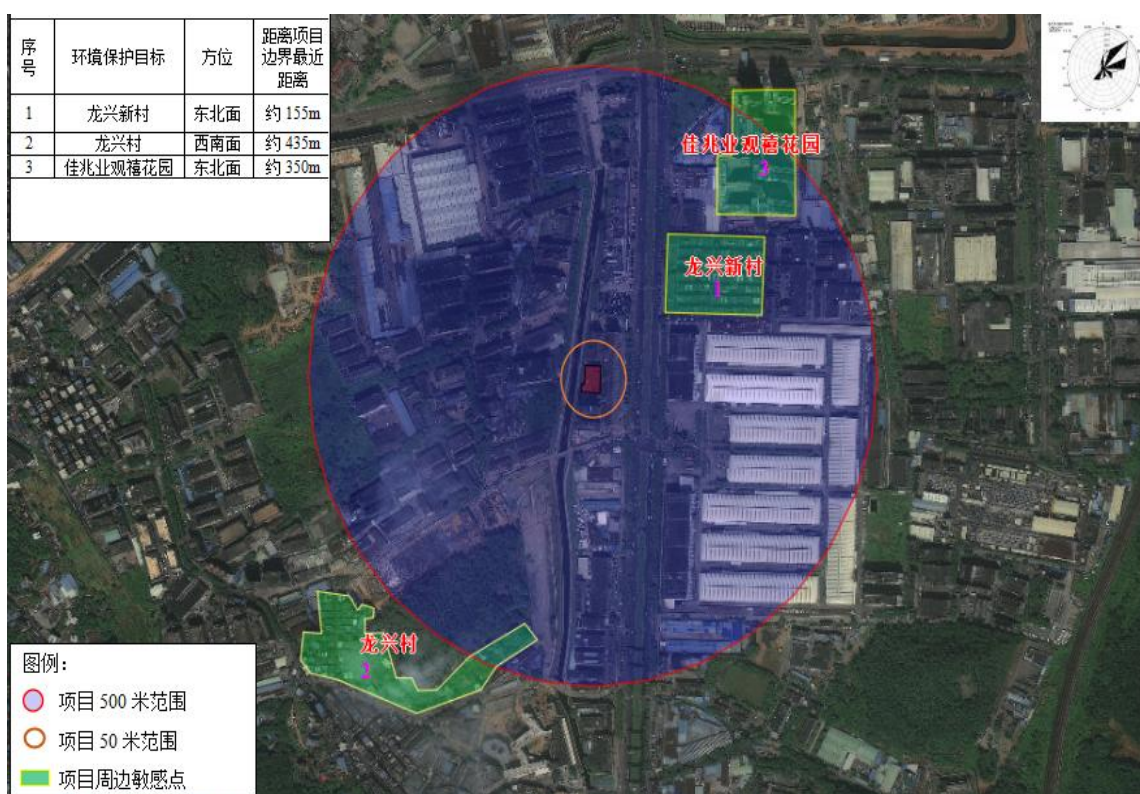 序号 环境保护目标 方位 距离项目边界最近距离
1 龙兴新村 东北面 约155m
2 龙兴村 西南面 约435m
3 佳兆业观禧花园 东北面 约350m
佳兆业观禧花园
3
龙兴新村
1
龙兴村
2
图例：
项目500米范围
项目50米范围
项目周边敏感点